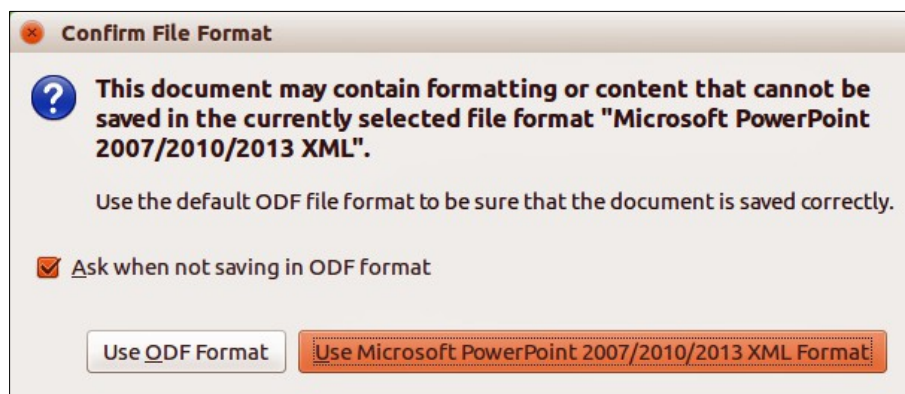 Confirm File Format
This document may contain formatting or content that cannot be
saved in the currently selected file format "Microsoft PowerPoint
2007/2010/2013 XML".
Use the default ODF file format to be sure that the document is saved correctly.
Ask when not saving in ODF format
Use ODF Format Use Microsoft PowerPoint 2007/2010/2013 XML Format